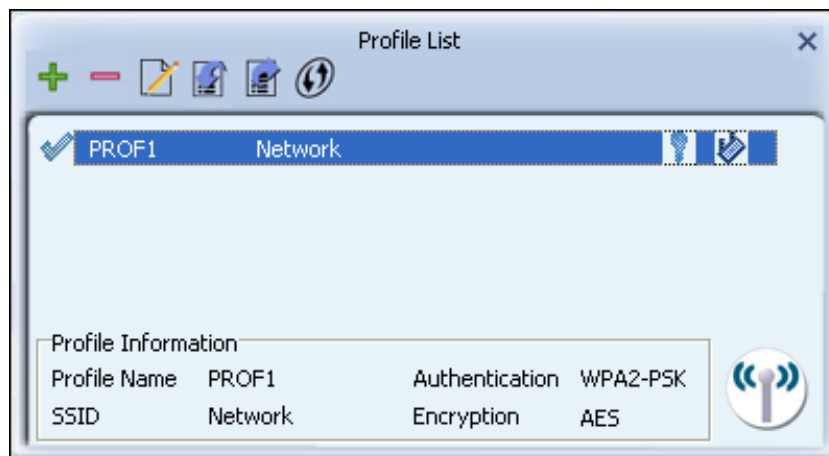 Profile List
PROF1 Network
Profile Information
Profile Name PROF1 Authentication WPA2-PSK
SSID Network Encryption AES